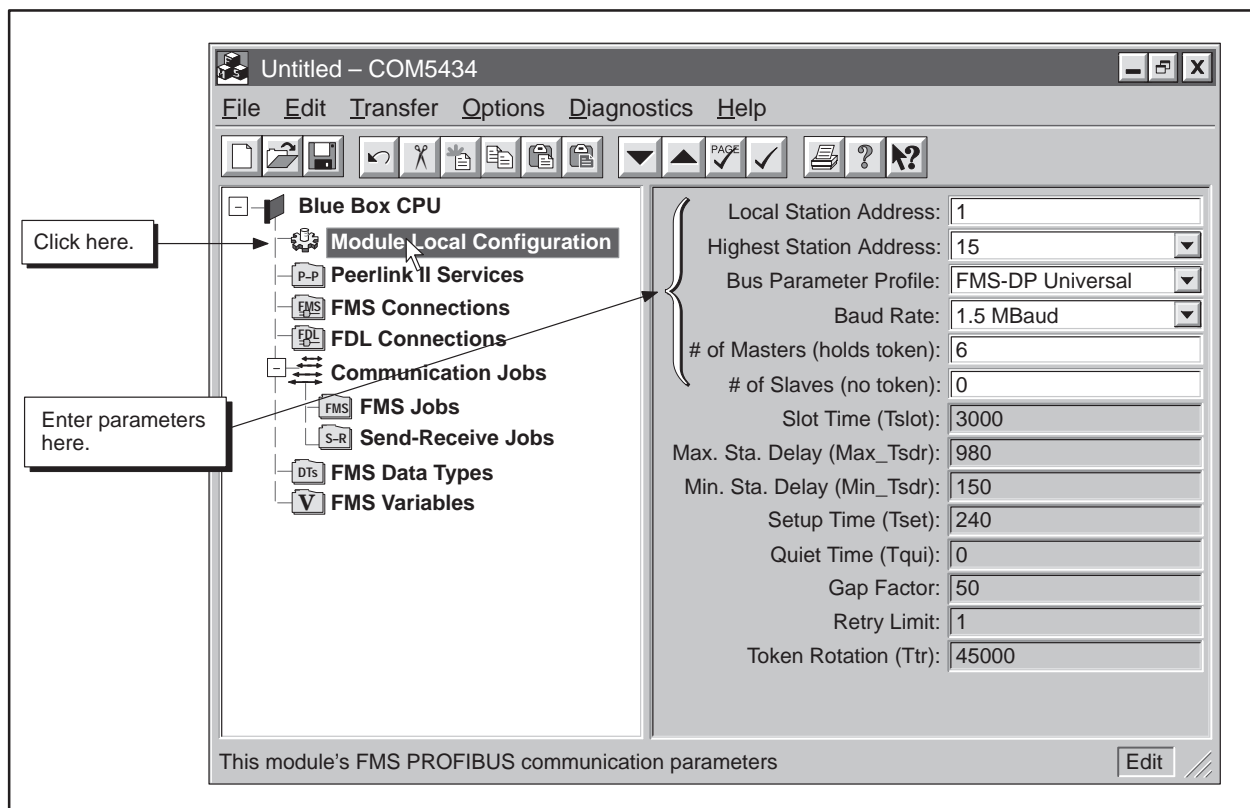 Untitled – COM5434
File Edit Transfer Options Diagnostics Help
PAGE
Click here.
Enter parameters
here.
Blue Box CPU
Module Local Configuration
P–P Peerlink II Services
FMS FMS Connections
FDL FDL Connections
Communication Jobs
FMS FMS Jobs
S–R Send-Receive Jobs
DTs FMS Data Types
V FMS Variables
Local Station Address: 1
Highest Station Address: 15
Bus Parameter Profile: FMS-DP Universal
Baud Rate: 1.5 MBaud
# of Masters (holds token): 6
# of Slaves (no token): 0
Slot Time (Tslot): 3000
Max. Sta. Delay (Max_Tsdr): 980
Min. Sta. Delay (Min_Tsdr): 150
Setup Time (Tset): 240
Quiet Time (Tqui): 0
Gap Factor: 50
Retry Limit: 1
Token Rotation (Ttr): 45000
This module's FMS PROFIBUS communication parameters
Edit